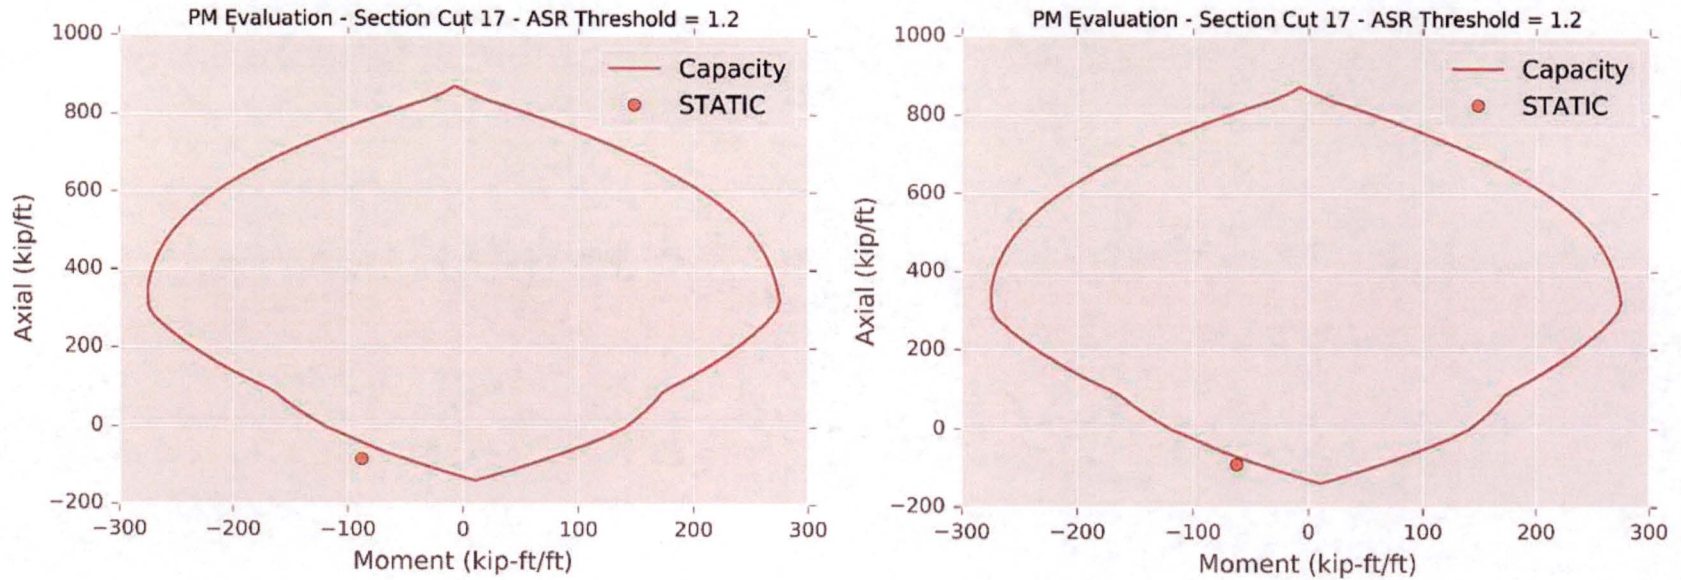 PM Evaluation - Section Cut 17 - ASR Threshold = 1.2
1000
800
600
400
200
0
−200
Axial (kip/ft)
Capacity
STATIC
−300
−200
−100
0
100
200
300
Moment (kip-ft/ft)
PM Evaluation - Section Cut 17 - ASR Threshold = 1.2
1000
800
600
400
200
0
−200
Axial (kip/ft)
Capacity
STATIC
−300
−200
−100
0
100
200
300
Moment (kip-ft/ft)